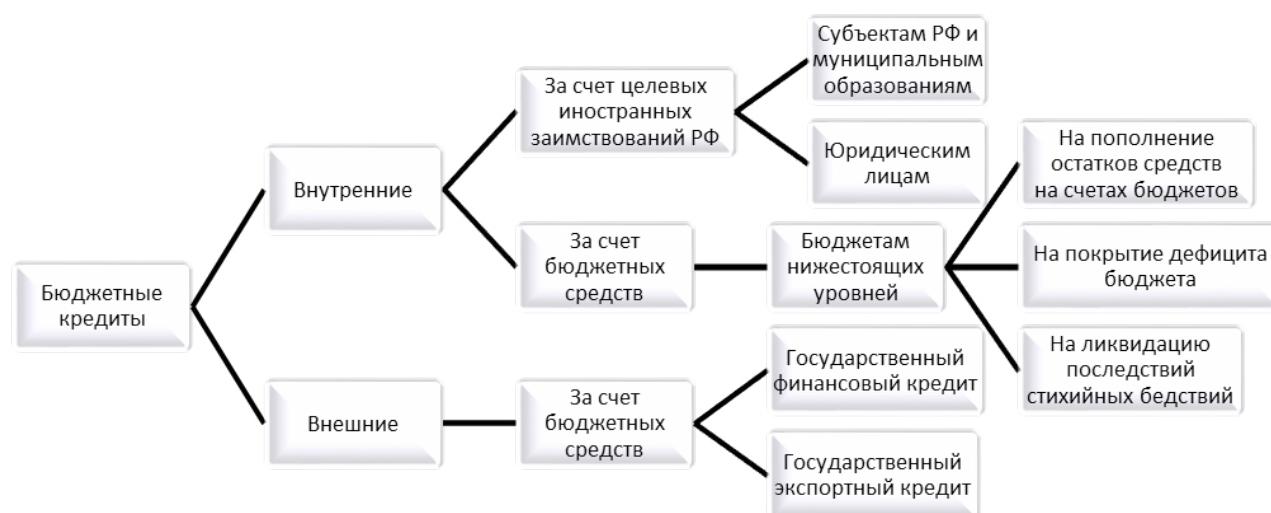 Бюджетные
кредиты
Внутренние
За счет целевых
иностранных
заимствований РФ
Субъектам РФ и
муниципальным
образованиям
Юридическим
лицам
За счет
бюджетных
средств
Бюджетам
нижестоящих
уровней
На пополнение
остатков средств
на счетах бюджетов
На покрытие дефицита
бюджета
На ликвидацию
последствий
стихийных бедствий
Внешние
За счет
бюджетных
средств
Государственный
финансовый кредит
Государственный
экспортный кредит